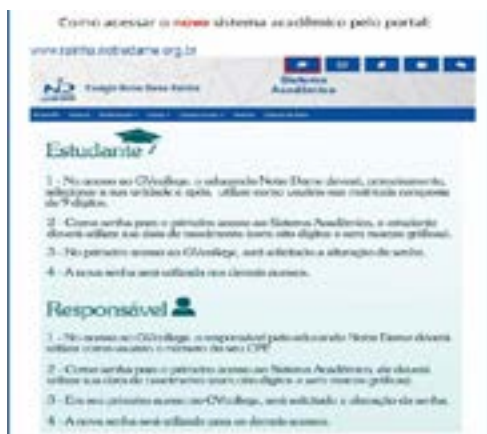 Como acessar o novo sistema acadêmico pelo portal:
www.rainha.notredame.org.br
Colégio Notre Dame Rainha
Sistema
Acadêmico
Estudante
1 - No acesso ao GVcollege, o educando Notre Dame deverá, primeiramente,
selecionar a sua unidade e após, utilizar como usuário sua matrícula composta
de 9 dígitos.
2 - Como senha para o primeiro acesso ao Sistema Acadêmico, o estudante
deverá utilizar sua data de nascimento (com oito dígitos e sem marcas gráficas).
3 - No primeiro acesso ao GVcollege, será solicitado a alteração de senha.
4 - A nova senha será utilizada nos demais acessos.
Responsável
1 - No acesso ao GVcollege, o responsável pelo educando Notre Dame deverá
utilizar como usuário o número do seu CPF.
2 - Como senha para o primeiro acesso ao Sistema Acadêmico, ele deverá
utilizar sua data de nascimento (com oito dígitos e sem marcas gráficas).
3 - Em seu primeiro acesso ao GVcollege, será solicitado a alteração da senha.
4 - A nova senha será utilizada para os demais acessos.